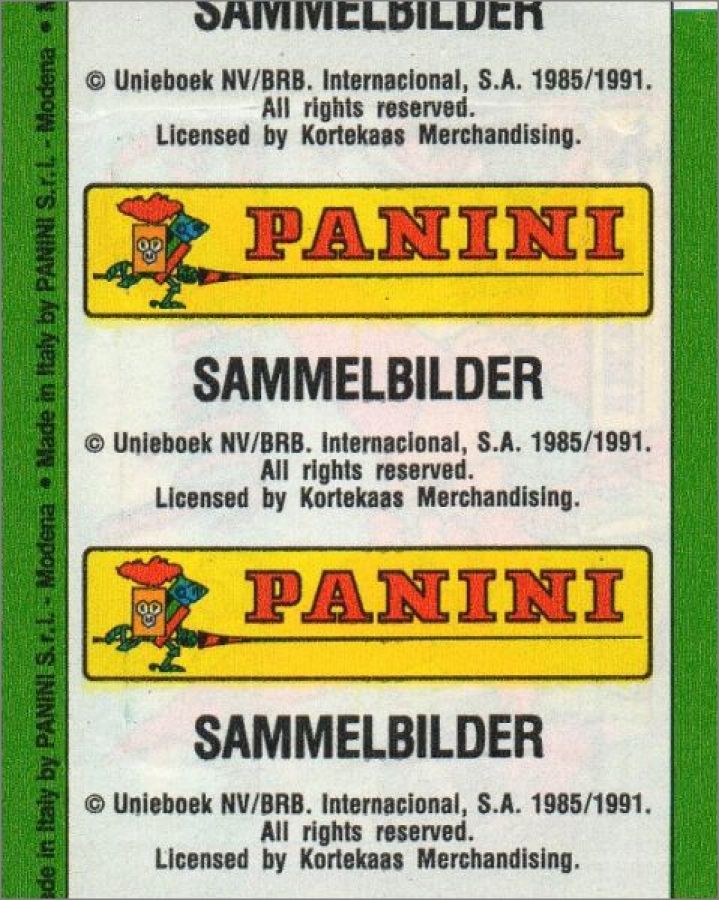 SAMMELBILDER
© Unieboek NV/BRB. Internacional, S.A. 1985/1991.
All rights reserved.
Licensed by Kortekaas Merchandising.
PANINI
SAMMELBILDER
© Unieboek NV/BRB. Internacional, S.A. 1985/1991.
All rights reserved.
Licensed by Kortekaas Merchandising.
PANINI
SAMMELBILDER
© Unieboek NV/BRB. Internacional, S.A. 1985/1991.
All rights reserved.
Licensed by Kortekaas Merchandising.
de in Italy by PANINI S.r.l. - Modena • Made in Italy by PANINI S.r.l. - Modena •